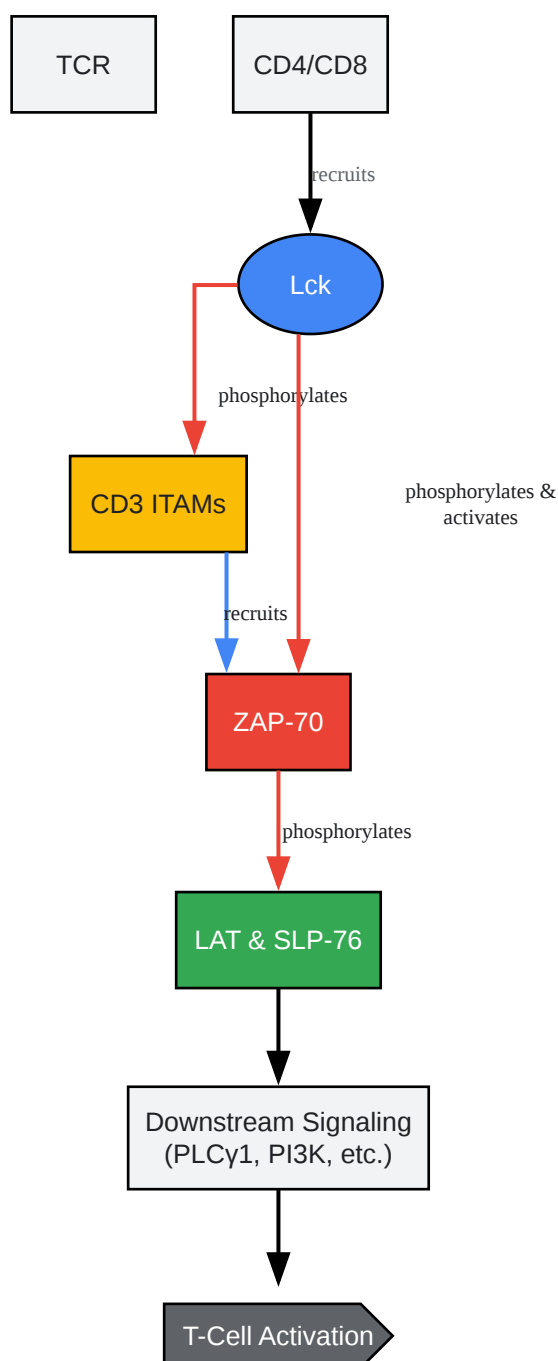 TCR
CD4/CD8
recruits
Lck
phosphorylates
CD3 ITAMs
phosphorylates &
activates
recruits
ZAP-70
phosphorylates
LAT & SLP-76
Downstream Signaling
(PLCγ1, PI3K, etc.)
T-Cell Activation